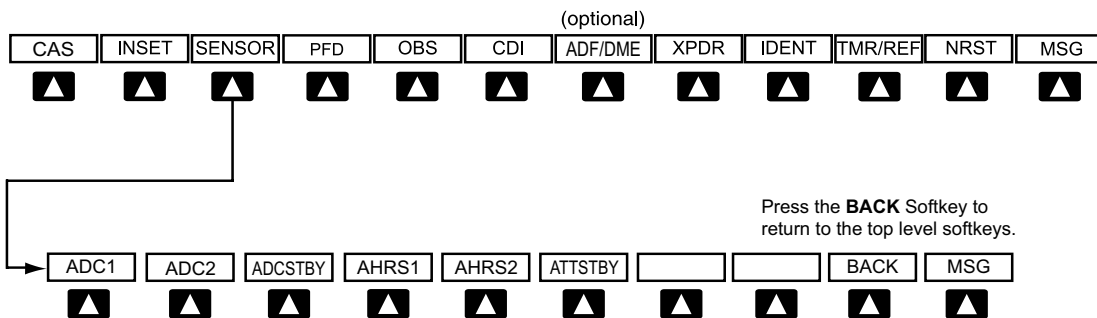 (optional)
CAS INSET SENSOR PFD OBS CDI ADF/DME XPDR IDENT TMR/REF NRST MSG
Press the BACK Softkey to
return to the top level softkeys.
ADC1 ADC2 ADCSTBY AHRS1 AHRS2 ATTSTBY BACK MSG